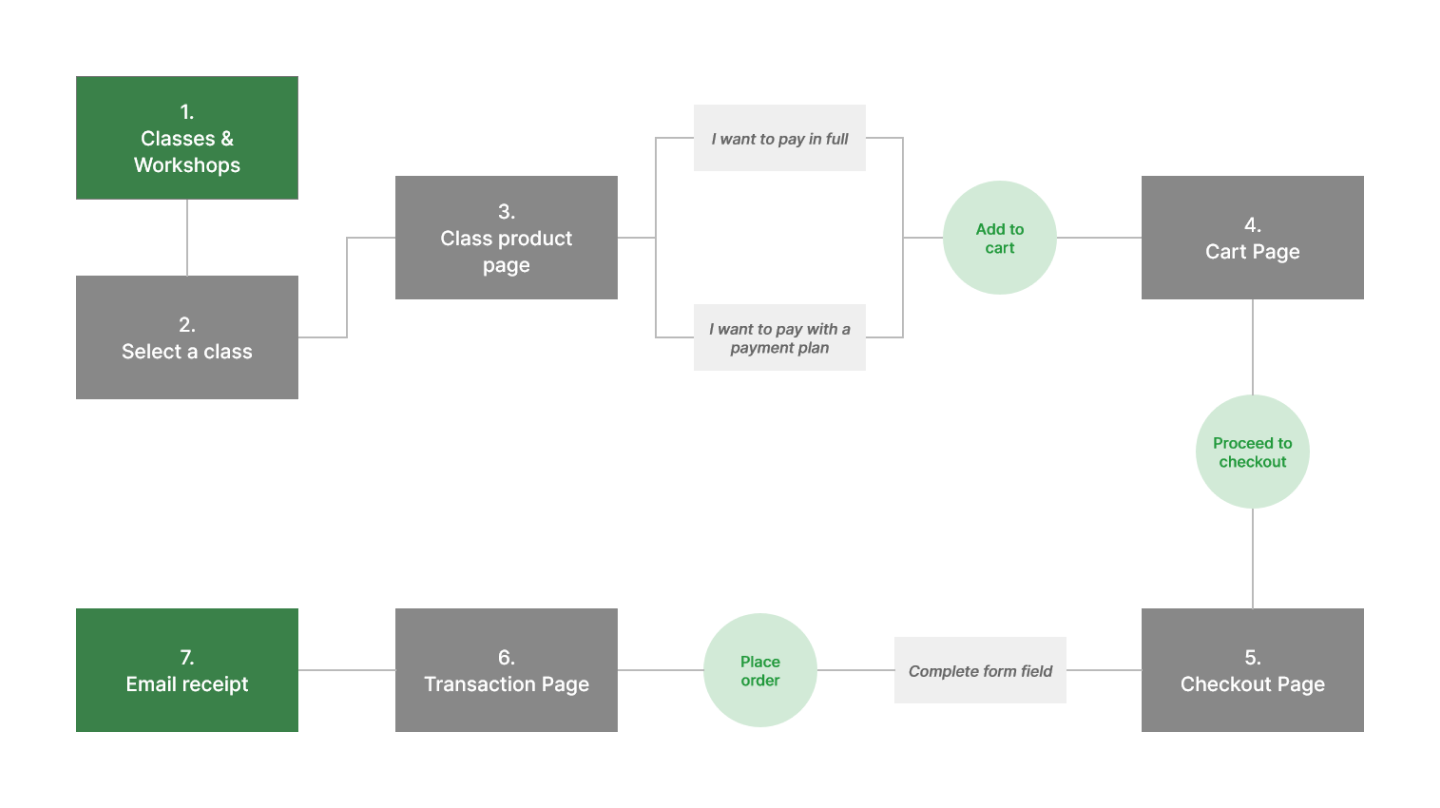 1.
Classes &
Workshops
2.
Select a class
3.
Class product
page
I want to pay in full
I want to pay with a
payment plan
Add to
cart
4.
Cart Page
Proceed to
checkout
5.
Checkout Page
Complete form field
Place
order
6.
Transaction Page
7.
Email receipt